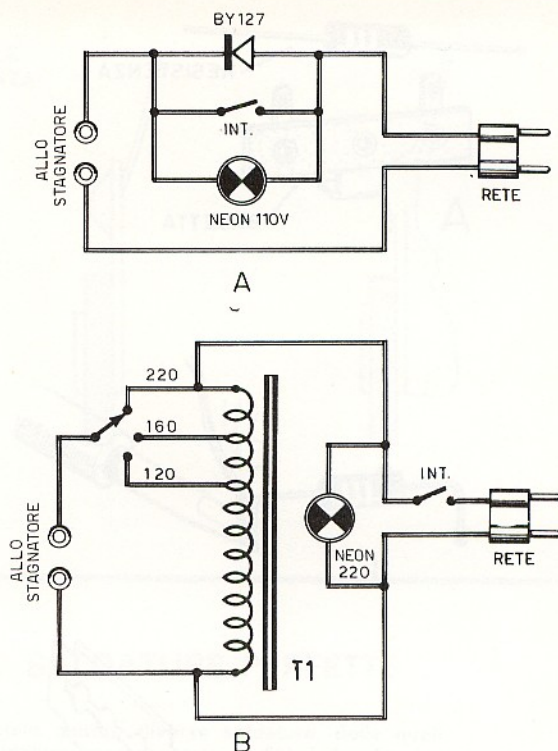 BY127
INT.
ALLO
STAGNATORE
NEON 110V
RETE
A
220
160
120
INT.
ALLO
STAGNATORE
NEON
220
RETE
T1
B